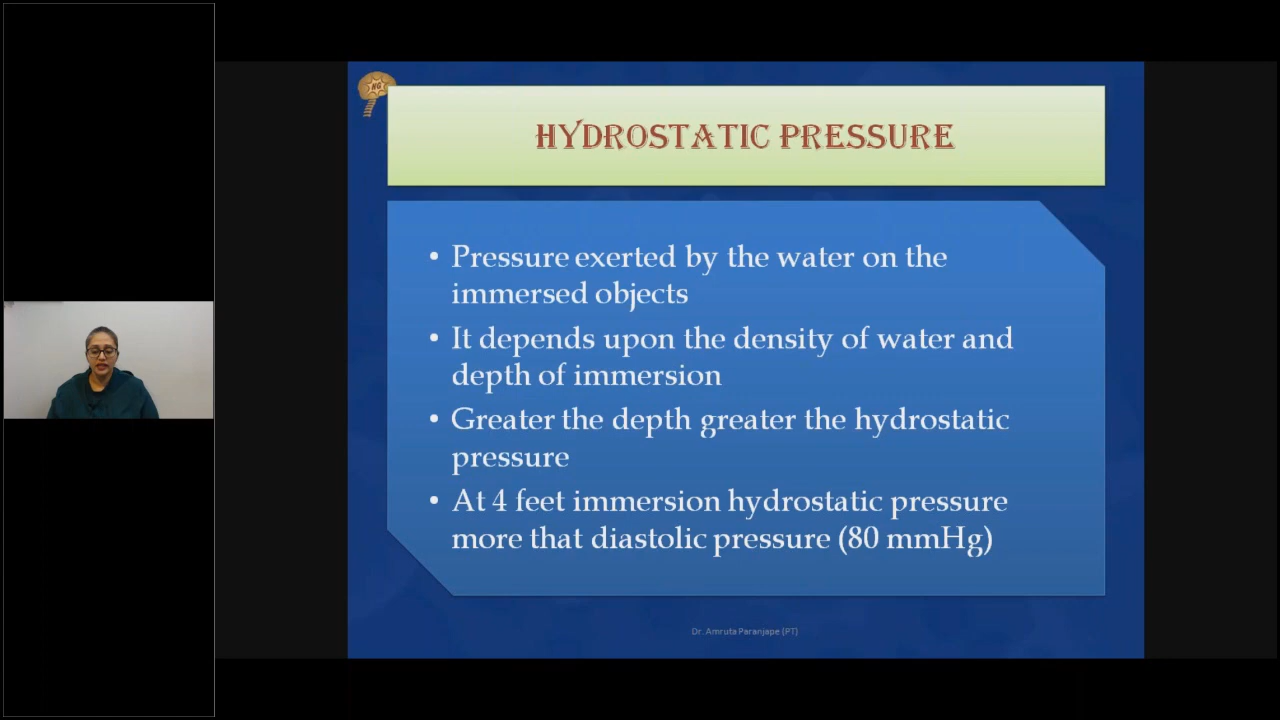 NG
HYDROSTATIC PRESSURE
• Pressure exerted by the water on the
immersed objects
• It depends upon the density of water and
depth of immersion
• Greater the depth greater the hydrostatic
pressure
• At 4 feet immersion hydrostatic pressure
more that diastolic pressure (80 mmHg)
Dr. Amruta Paranjape (PT)